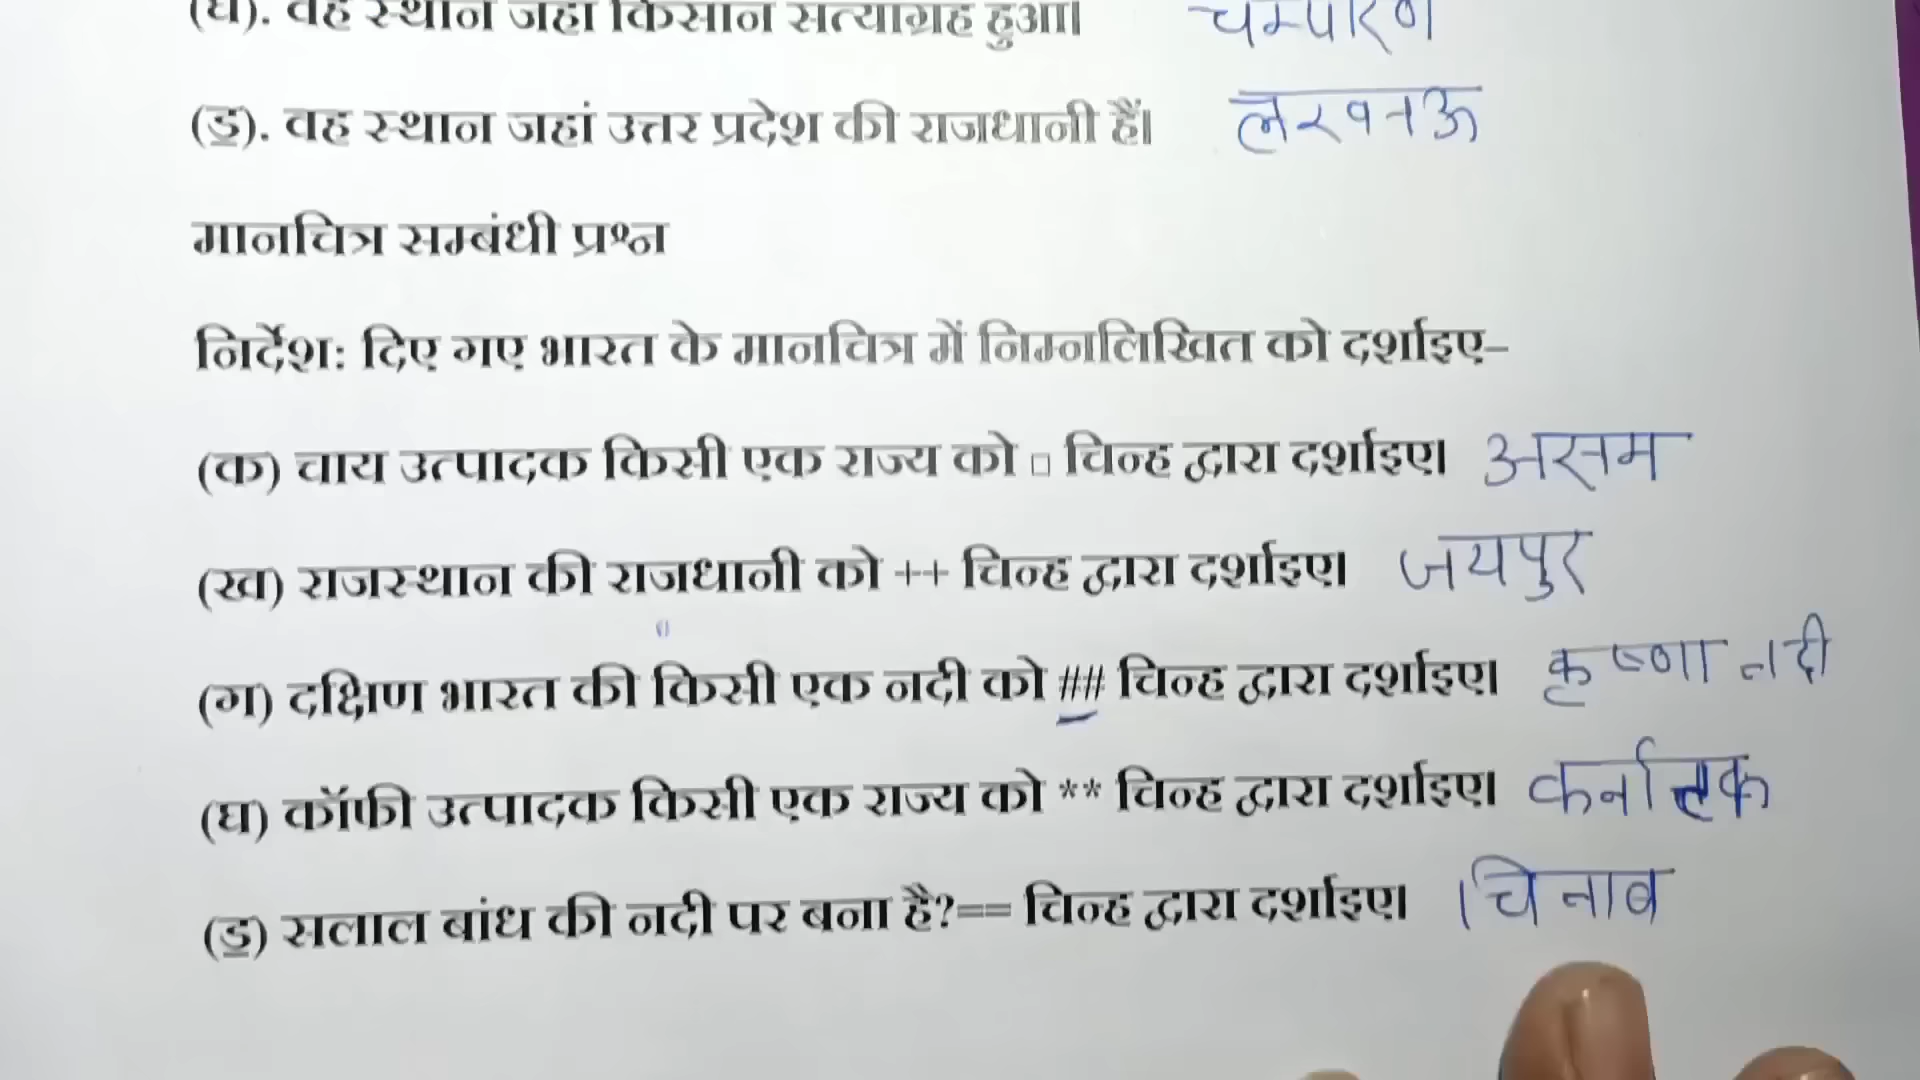 (घ). वह स्थान जहां किसान सत्याग्रह हुआ। चम्पारण
(ड़). वह स्थान जहां उत्तर प्रदेश की राजधानी हैं। लखनऊ
मानचित्र सम्बंधी प्रश्न
निर्देश: दिए गए भारत के मानचित्र में निम्नलिखित को दर्शाइए–
(क) चाय उत्पादक किसी एक राज्य को □ चिन्ह द्वारा दर्शाइए। असम
(ख) राजस्थान की राजधानी को ++ चिन्ह द्वारा दर्शाइए। जयपुर
(ग) दक्षिण भारत की किसी एक नदी को ## चिन्ह द्वारा दर्शाइए। कृष्णा नदी
(घ) कॉफी उत्पादक किसी एक राज्य को ** चिन्ह द्वारा दर्शाइए। कर्नाटक
(ड़) सलाल बांध की नदी पर बना है?== चिन्ह द्वारा दर्शाइए। चिनाब